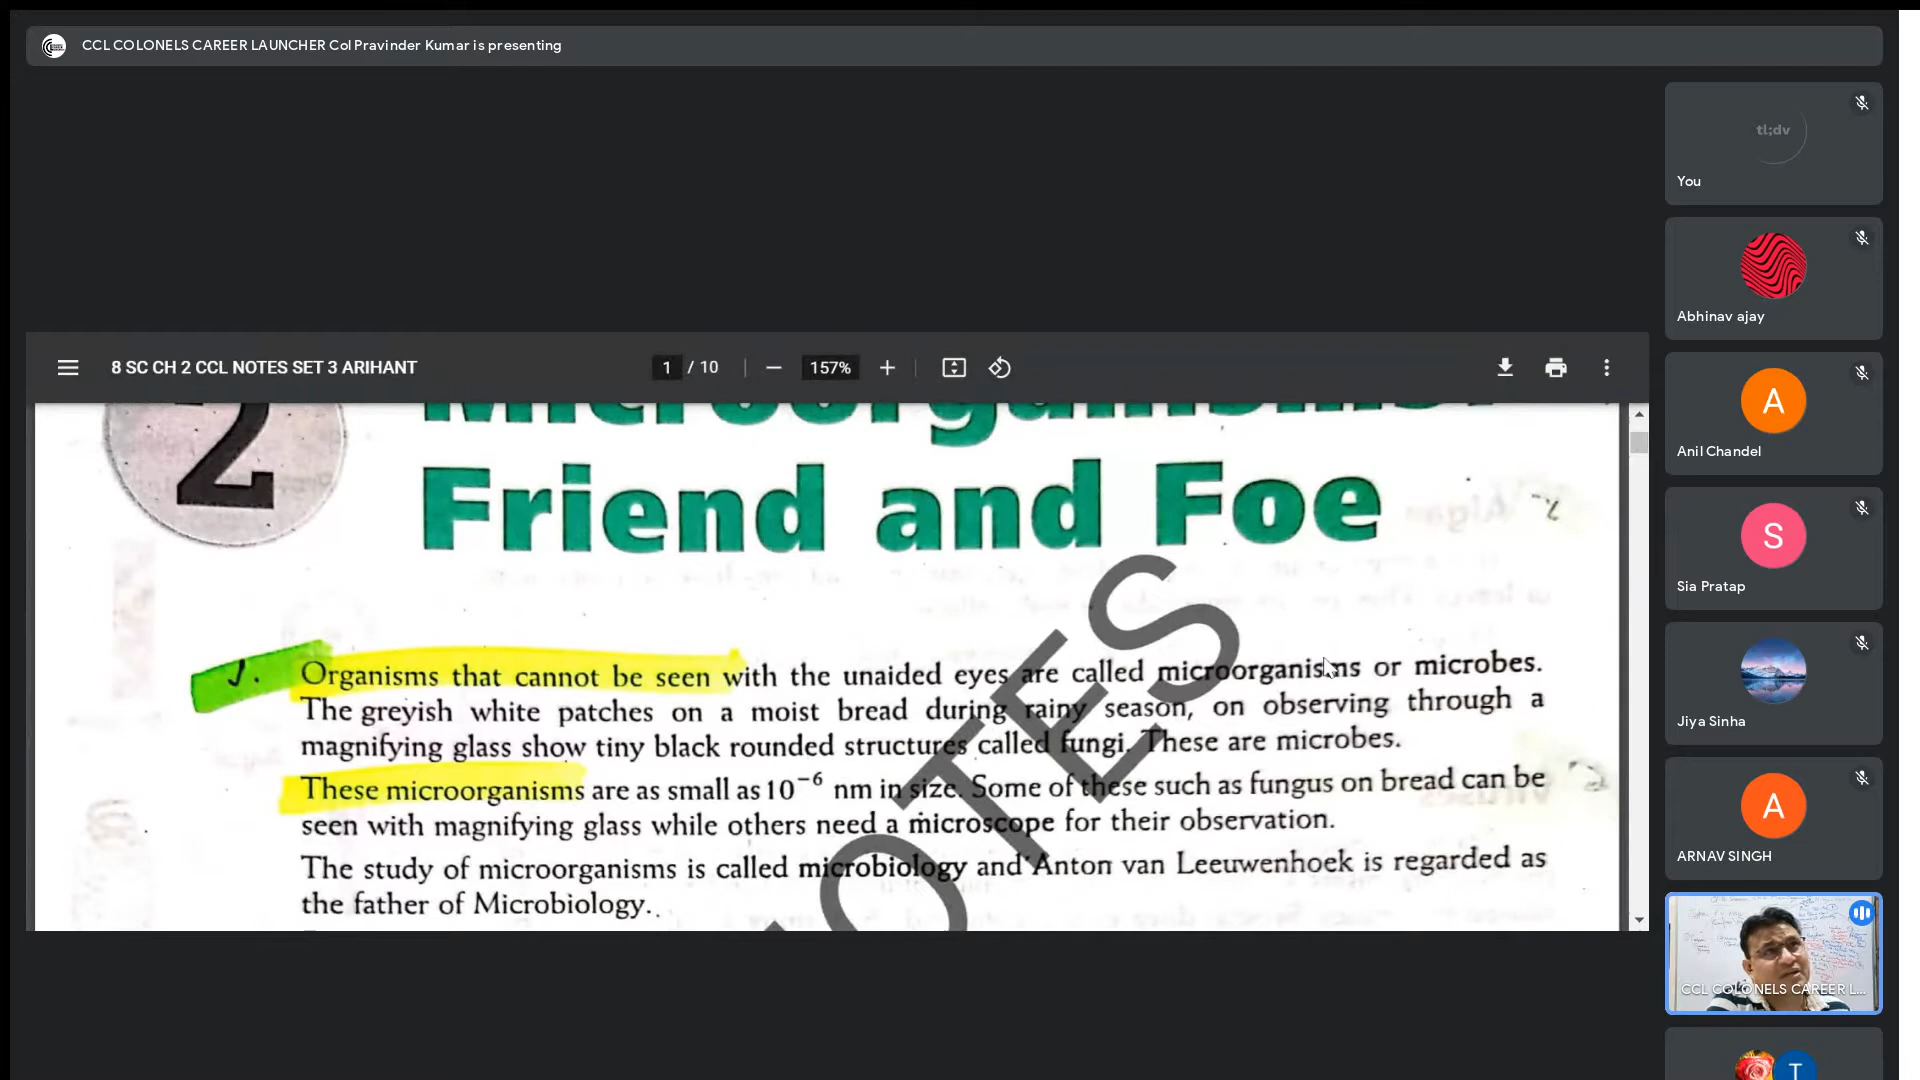 CCL COLONELS CAREER LAUNCHER Col Pravinder Kumar is presenting
tl;dv
You
Abhinav ajay
A
Anil Chandel
S
Sia Pratap
Jiya Sinha
A
ARNAV SINGH
CCL COLONELS CAREER L...
T
8 SC CH 2 CCL NOTES SET 3 ARIHANT
1 / 10
157%
2
Microorganisms:
Friend and Foe
Organisms that cannot be seen with the unaided eyes are called microorganisms or microbes.
The greyish white patches on a moist bread during rainy season, on observing through a
magnifying glass show tiny black rounded structures called fungi. These are microbes.
These microorganisms are as small as 10⁻⁶ nm in size. Some of these such as fungus on bread can be
seen with magnifying glass while others need a microscope for their observation.
The study of microorganisms is called microbiology and Anton van Leeuwenhoek is regarded as
the father of Microbiology.
NOTES